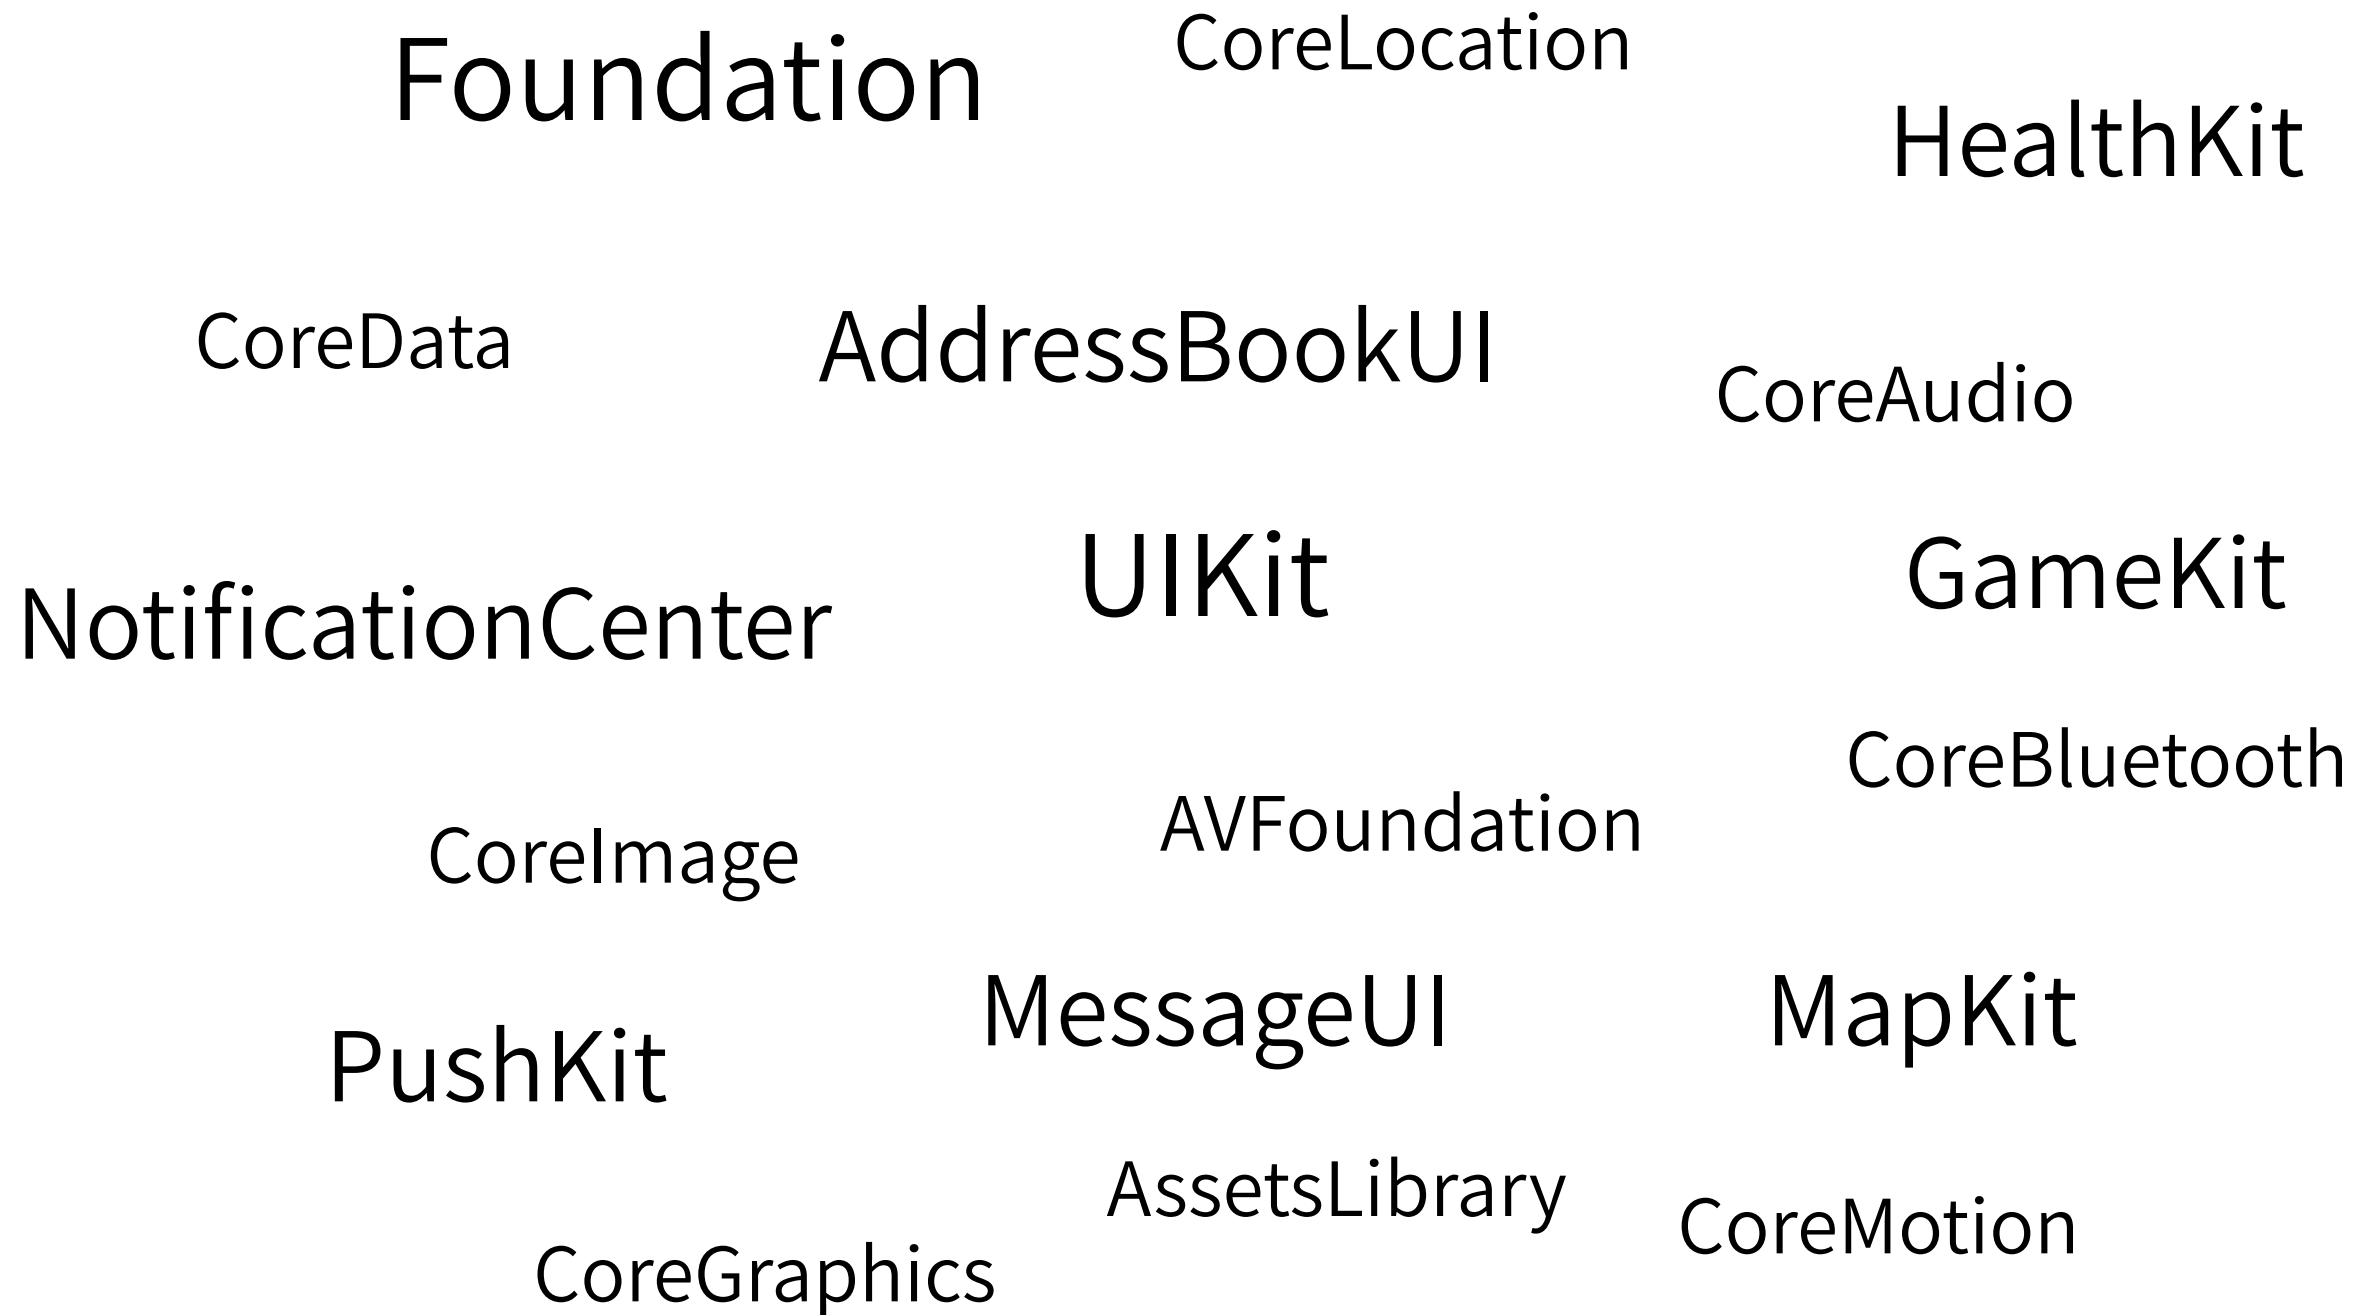 Foundation
CoreLocation
HealthKit
CoreData
AddressBookUI
CoreAudio
NotificationCenter
UIKit
GameKit
CoreBluetooth
CoreImage
AVFoundation
PushKit
MessageUI
MapKit
AssetsLibrary
CoreMotion
CoreGraphics